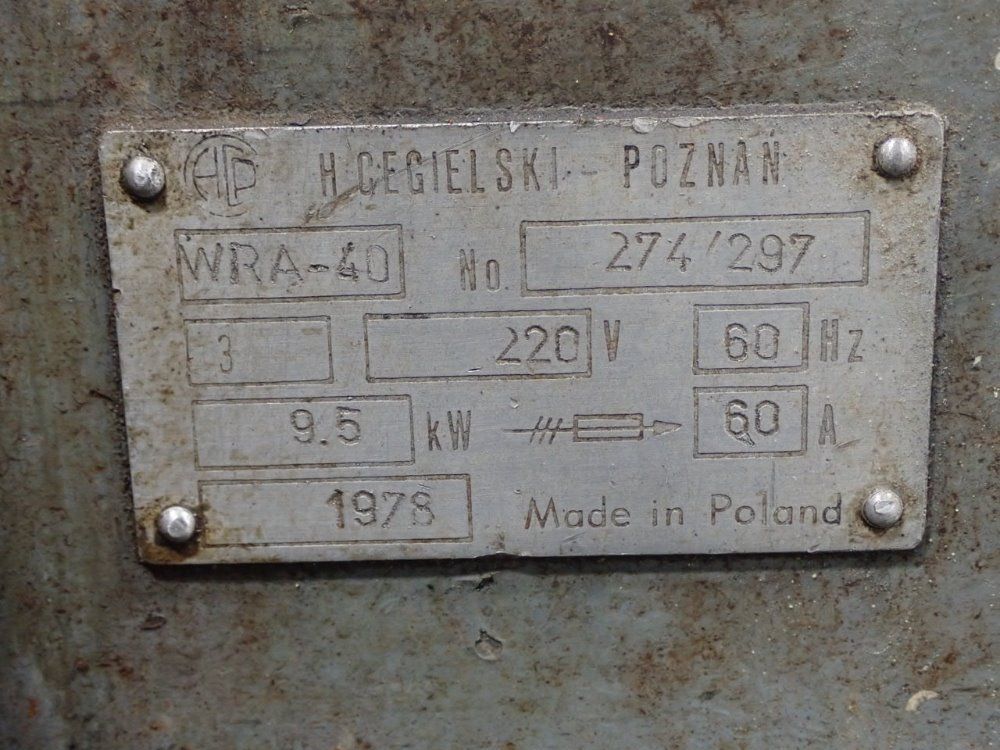 HCP H.CEGIELSKI - POZNAŃ
WRA-40 No. 274/297
3 220 V 60 Hz
9.5 kW 60 A
1978 Made in Poland